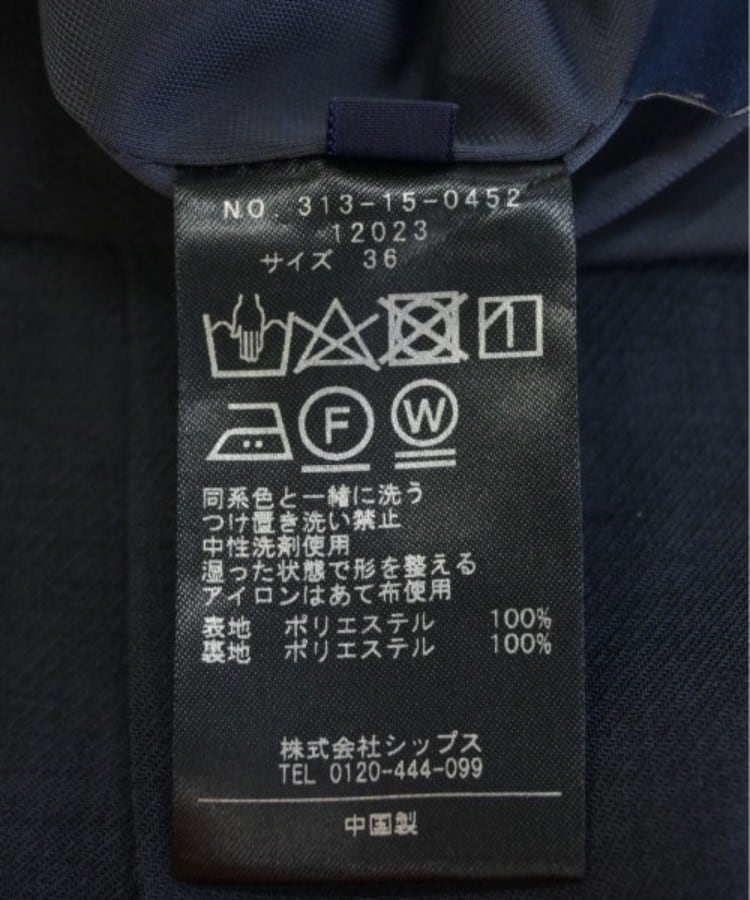 NO. 313-15-0452
12023
サイズ 36
F W
同系色と一緒に洗う
つけ置き洗い禁止
中性洗剤使用
湿った状態で形を整える
アイロンはあて布使用
表地 ポリエステル 100%
裏地 ポリエステル 100%
株式会社シップス
TEL 0120-444-099
中国製